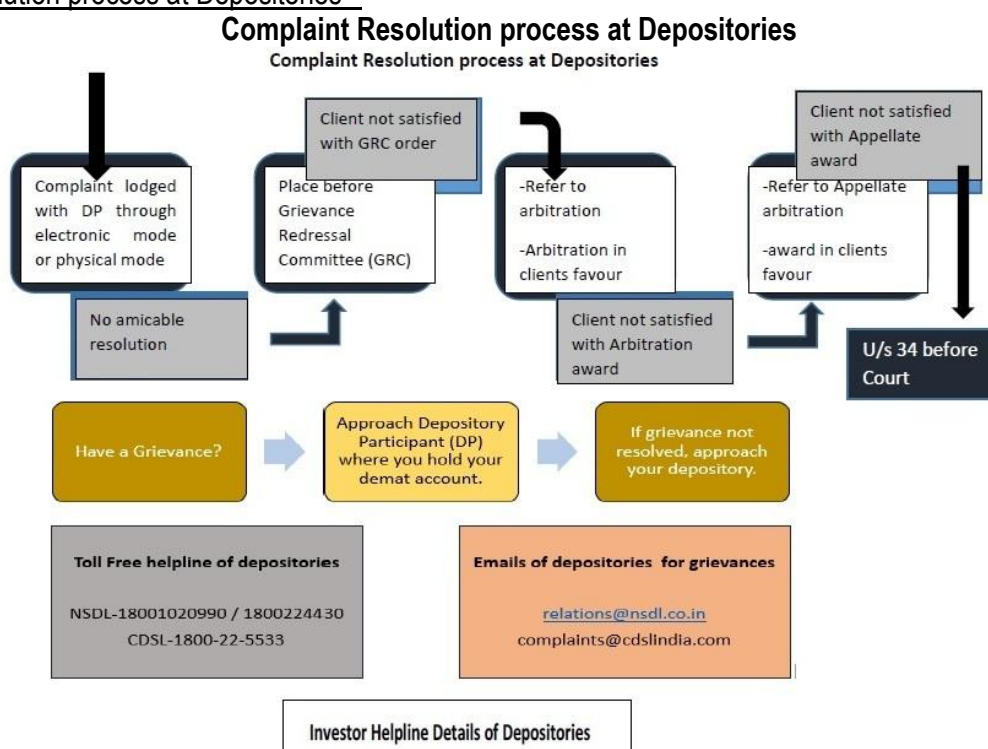 Complaint Resolution process at Depositories
Complaint Resolution process at Depositories
Complaint lodged
with DP through
electronic mode
or physical mode
No amicable
resolution
Place before
Grievance
Redressal
Committee (GRC)
Client not satisfied
with GRC order
-Refer to
arbitration
-Arbitration in
clients favour
Client not satisfied
with Arbitration
award
-Refer to Appellate
arbitration
-award in clients
favour
Client not satisfied
with Appellate
award
U/s 34 before
Court
Have a Grievance?
Approach Depository
Participant (DP)
where you hold your
demat account.
If grievance not
resolved, approach
your depository.
Toll Free helpline of depositories
NSDL-18001020990 / 1800224430
CDSL-1800-22-5533
Emails of depositories for grievances
relations@nsdl.co.in
complaints@cdslindia.com
Investor Helpline Details of Depositories